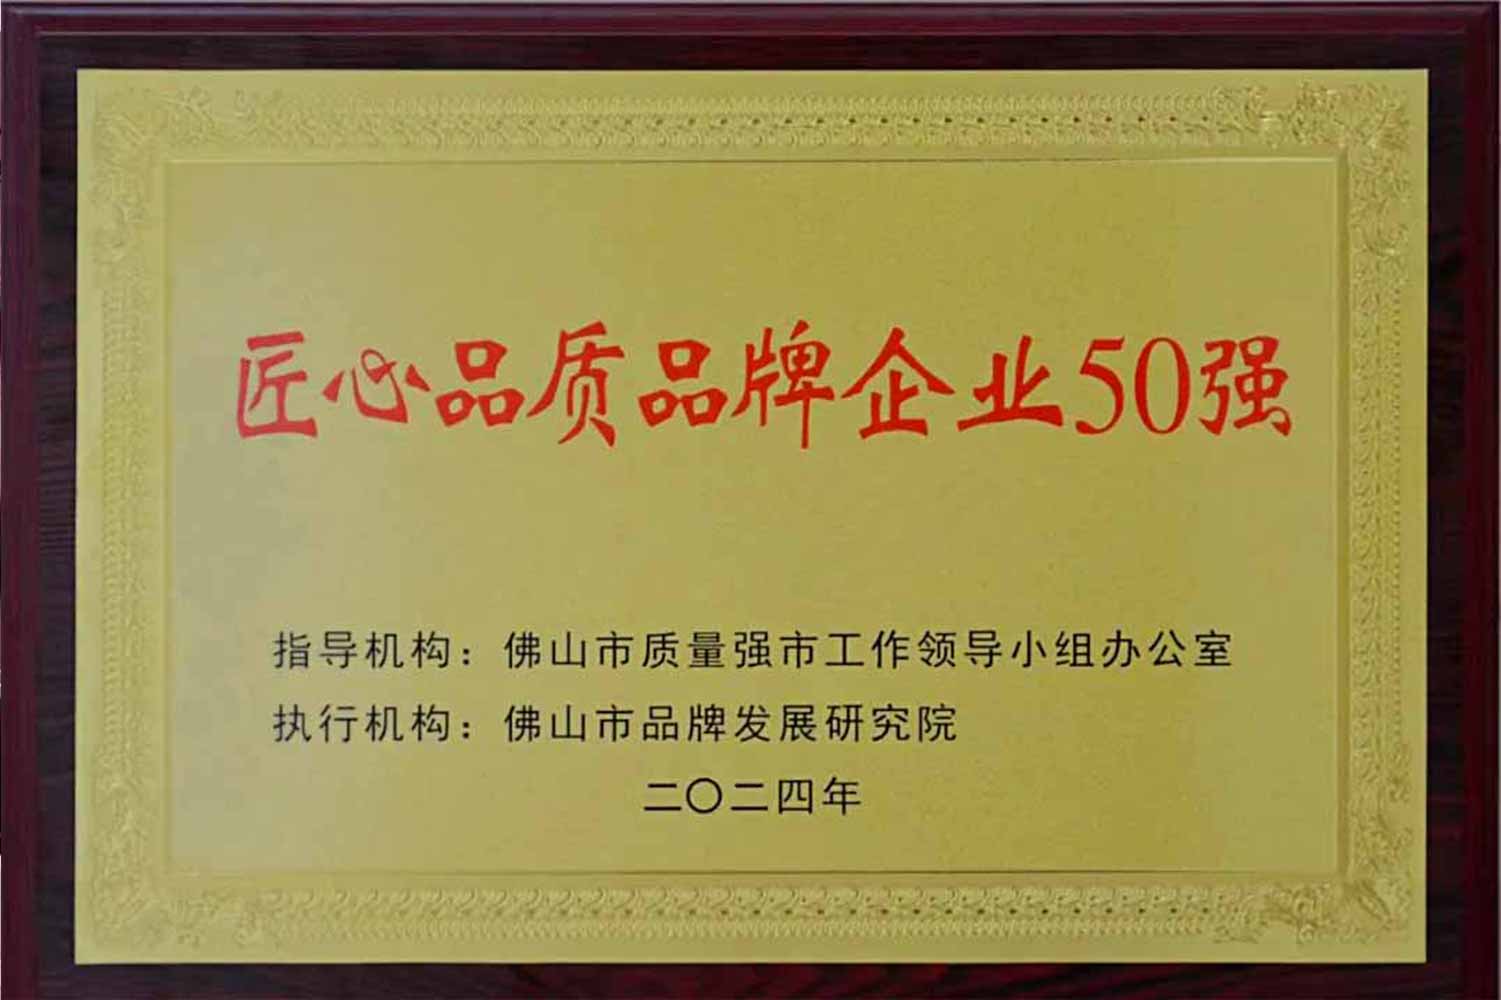 匠心品质品牌企业50强
指导机构：佛山市质量强市工作领导小组办公室
执行机构：佛山市品牌发展研究院
二〇二四年